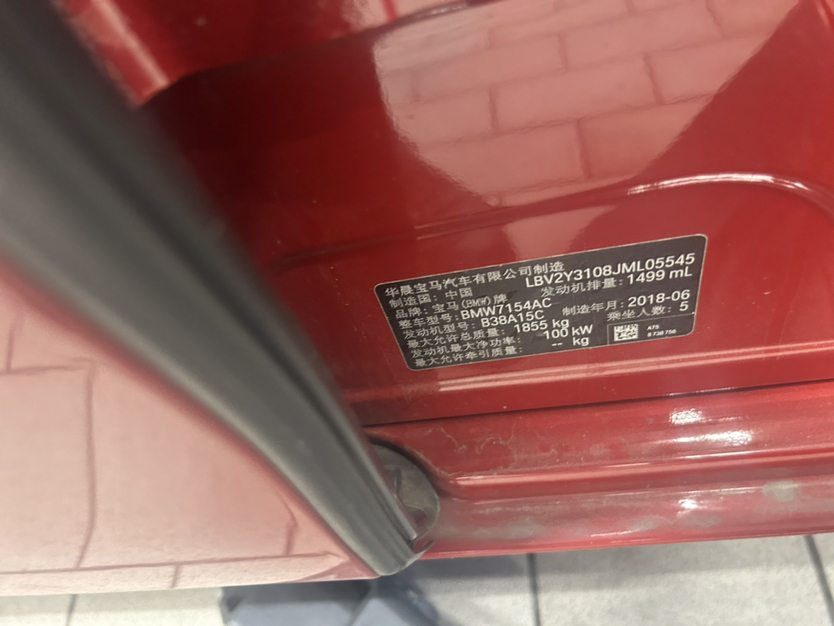 华晨宝马汽车有限公司制造
LBV2Y3108JML05545
制造国: 中国 发动机排量: 1499 mL
品牌: 宝马(BMW)牌
整车型号: BMW7154AC 制造年月: 2018-06
发动机型号: B38A15C 乘坐人数: 5
最大允许总质量: 1855 kg
发动机最大净功率: 100 kW
最大允许牵引质量: -- kg
A75
8 738 756